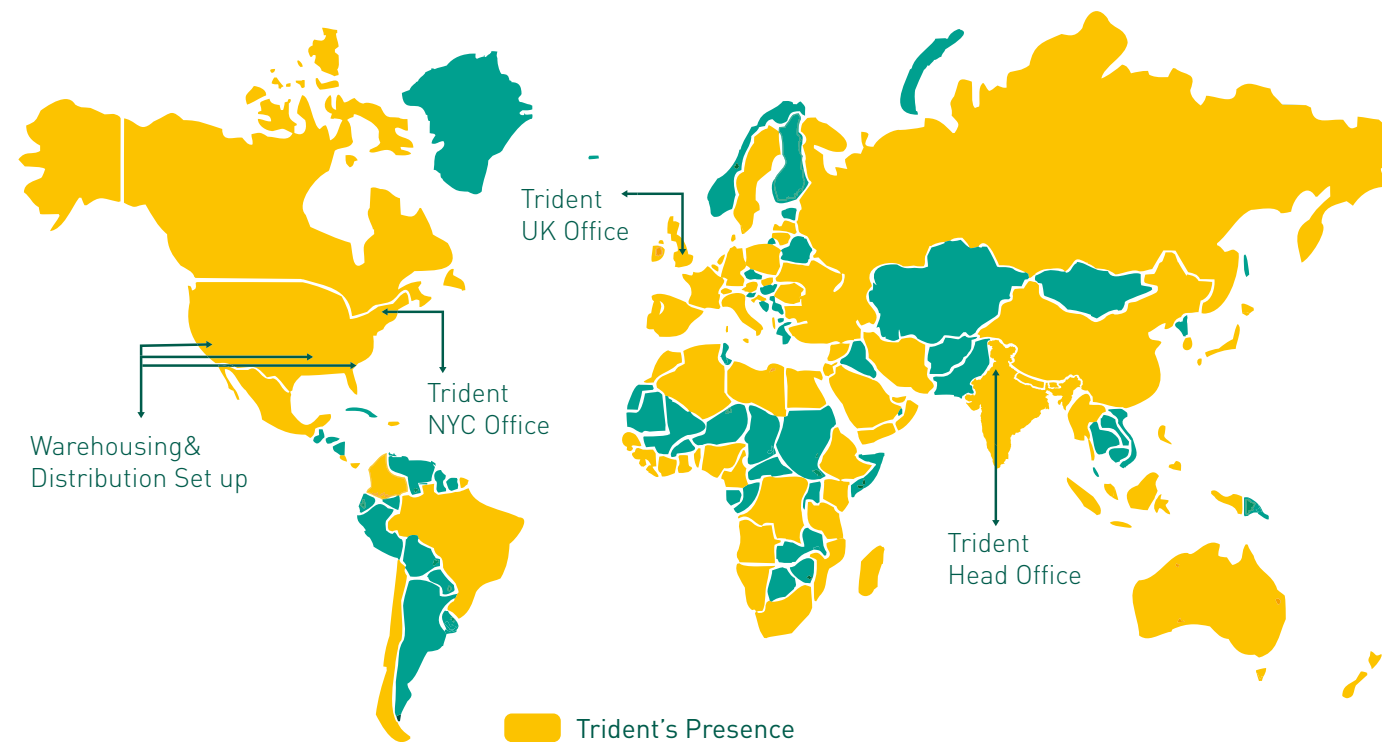 Trident
UK Office
Trident
NYC Office
Warehousing&
Distribution Set up
Trident
Head Office
Trident’s Presence